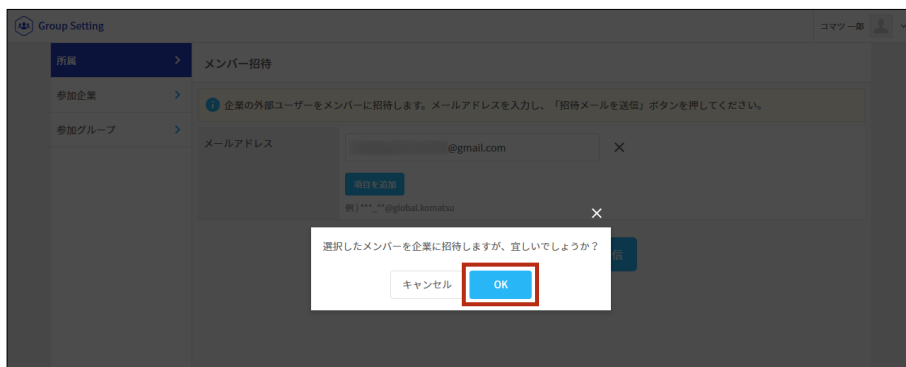 Group Setting
コマツ 一郎
所属
参加企業
参加グループ
メンバー招待
企業の外部ユーザーをメンバーに招待します。メールアドレスを入力し、「招待メールを送信」ボタンを押してください。
メールアドレス
@gmail.com
項目を追加
例 ) ***_**@global.komatsu
信
選択したメンバーを企業に招待しますが、宜しいでしょうか？
キャンセル
OK